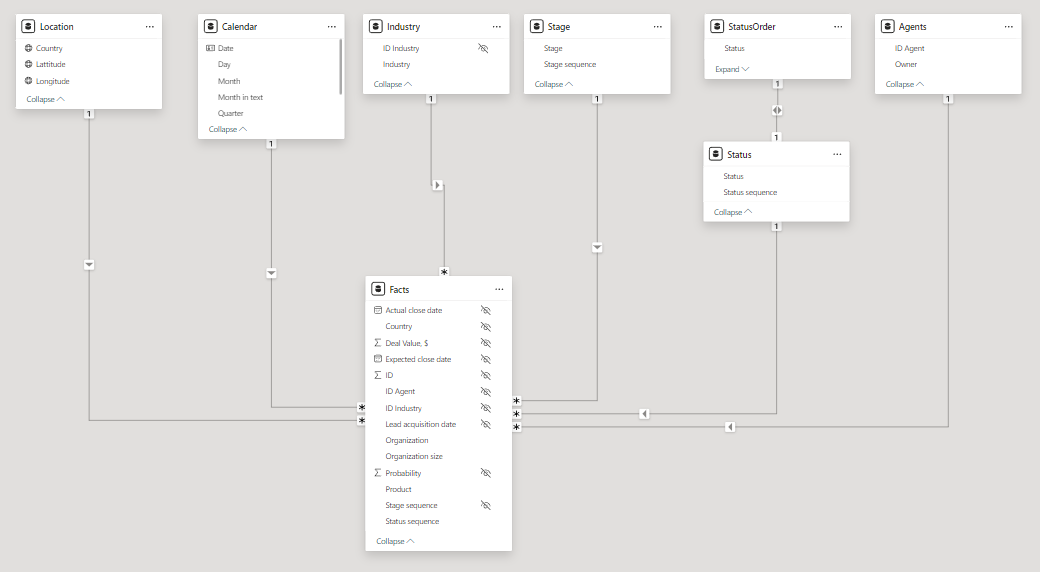 Location
Country
Lattitude
Longitude
Collapse
1
Calendar
Date
Day
Month
Month in text
Quarter
Collapse
1
Industry
ID Industry
Industry
Collapse
1
Stage
Stage
Stage sequence
Collapse
1
StatusOrder
Status
Expand
1
1
Status
Status
Status sequence
Collapse
1
Agents
ID Agent
Owner
Collapse
1
*
Facts
Actual close date
Country
Σ Deal Value, $
Expected close date
Σ ID
ID Agent
ID Industry
Lead acquisition date
Organization
Organization size
Σ Probability
Product
Stage sequence
Status sequence
Collapse
*
*
*
*
*